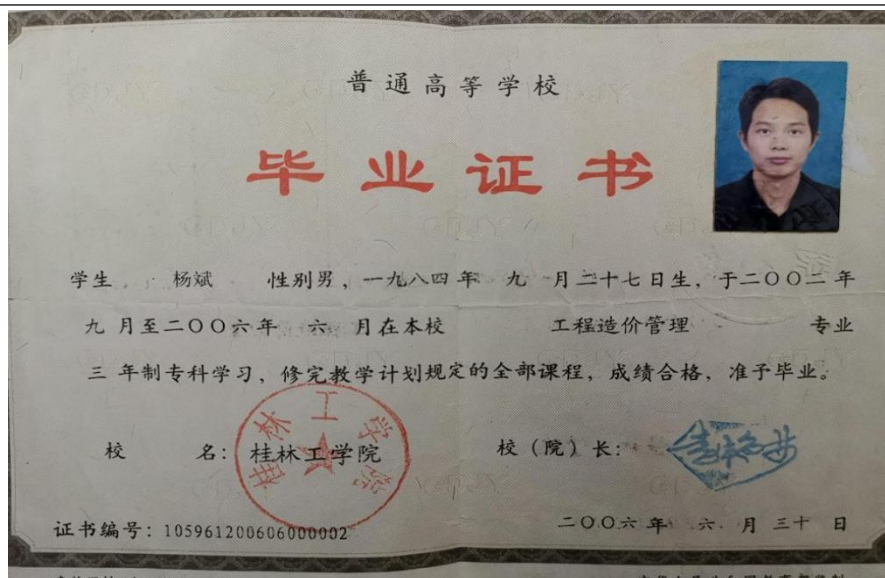 普通高等学校
毕业证书
学生 杨斌 性别男，一九八四年 九 月二十七日生，于二〇〇二年
九 月至二〇〇六年 六 月在本校 工程造价管理 专业
三 年制专科学习，修完教学计划规定的全部课程，成绩合格，准予毕业。
桂林工学院
校 名：桂林工学院 校（院）长：
证书编号：105961200606000002 二〇〇六年 六 月三十 日